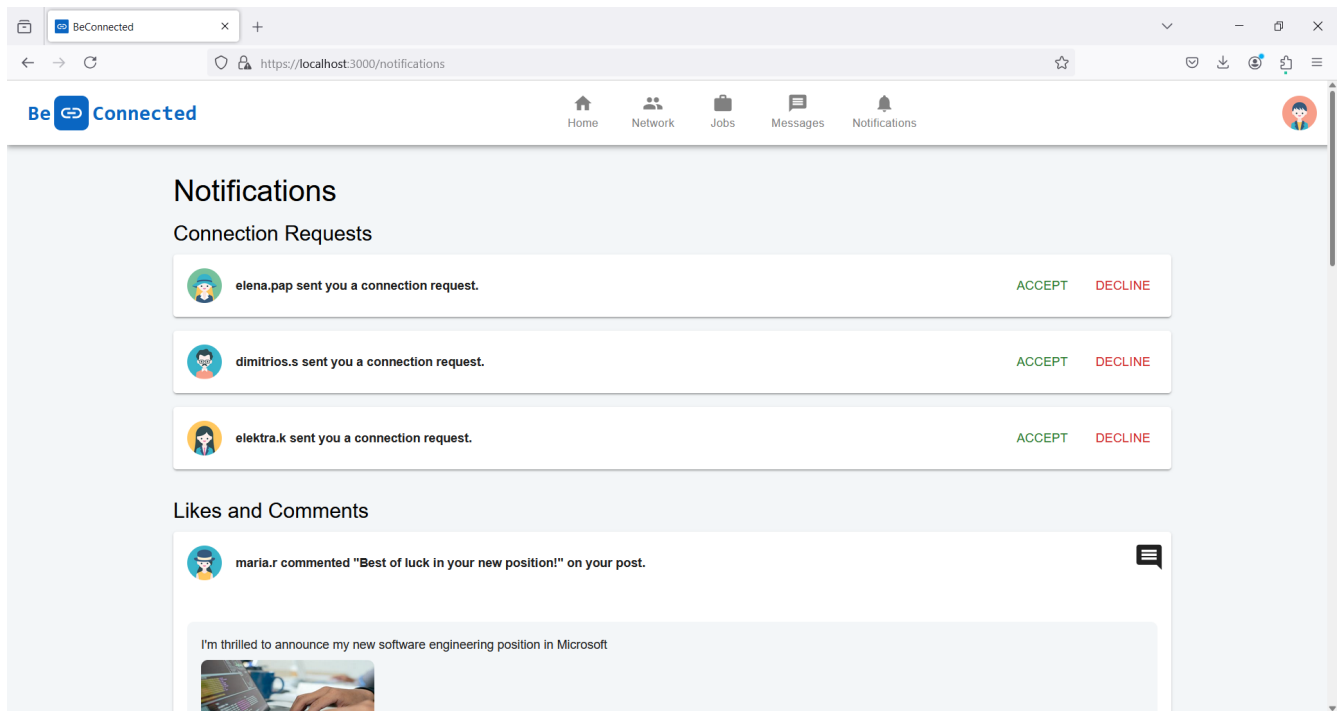 BeConnected
https://localhost:3000/notifications
Be Connected
Home Network Jobs Messages Notifications
Notifications
Connection Requests
elena.pap sent you a connection request. ACCEPT DECLINE
dimitrios.s sent you a connection request. ACCEPT DECLINE
elektra.k sent you a connection request. ACCEPT DECLINE
Likes and Comments
maria.r commented "Best of luck in your new position!" on your post.
I'm thrilled to announce my new software engineering position in Microsoft